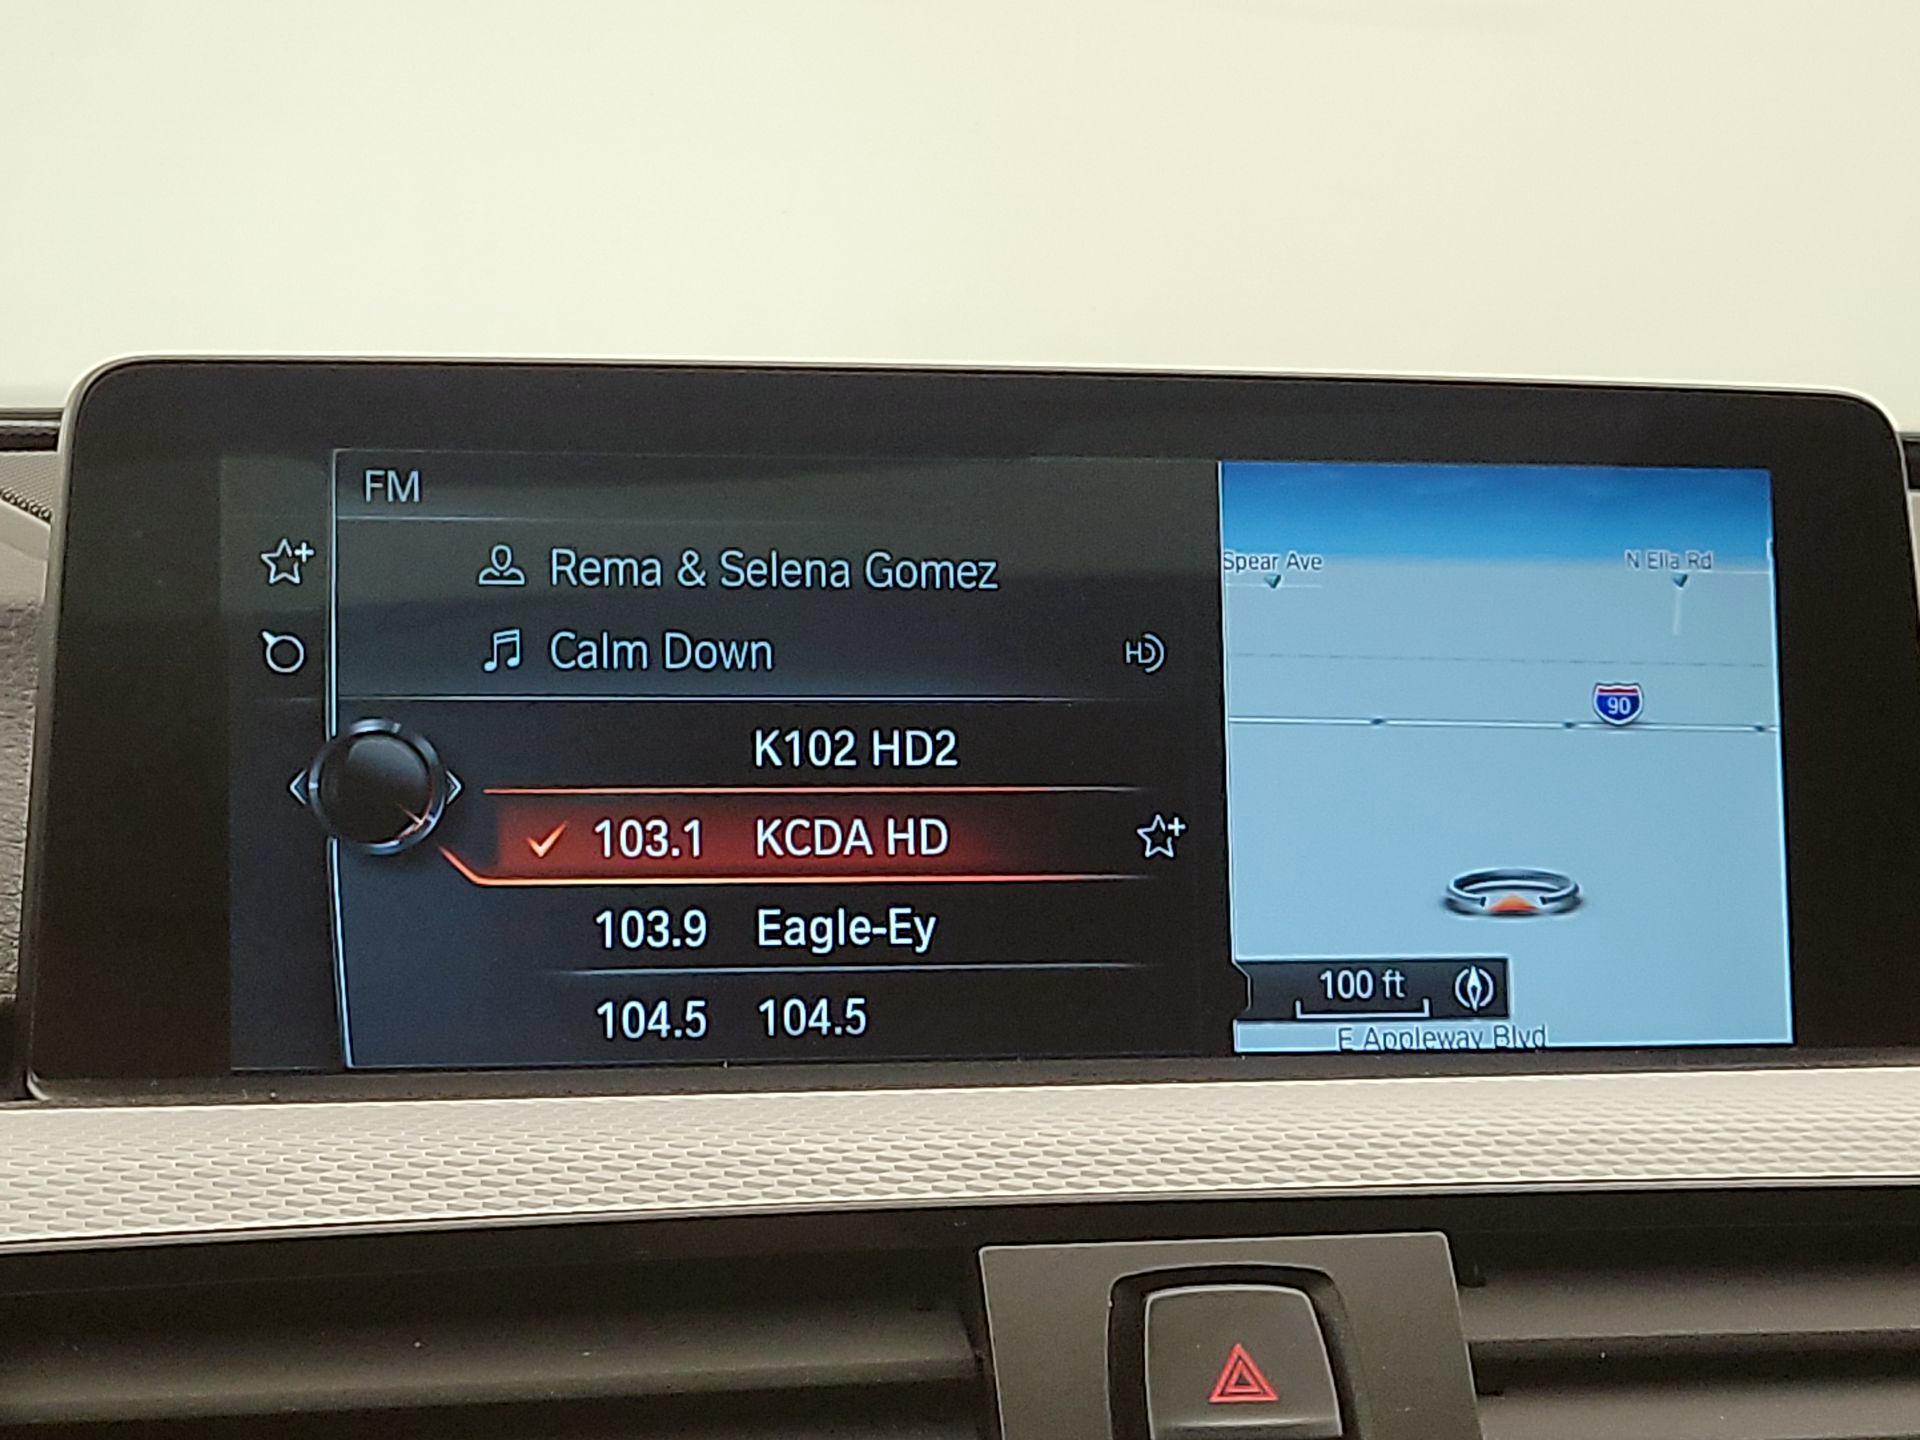 FM
Rema & Selena Gomez
Calm Down
HD
K102 HD2
103.1 KCDA HD
103.9 Eagle-Ey
104.5 104.5
Spear Ave
N Ella Rd
90
100 ft
E Appleway Blvd